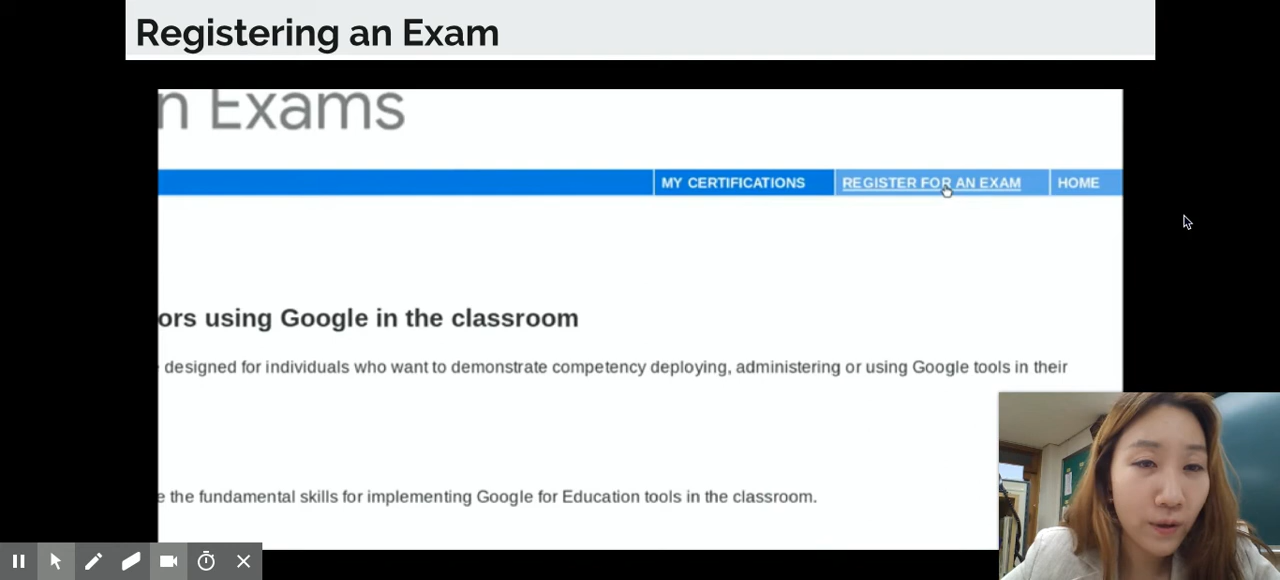 Registering an Exam
n Exams
MY CERTIFICATIONS REGISTER FOR AN EXAM HOME
ors using Google in the classroom
designed for individuals who want to demonstrate competency deploying, administering or using Google tools in their
e the fundamental skills for implementing Google for Education tools in the classroom.